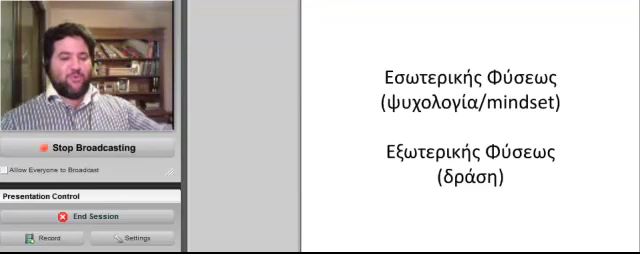 Stop Broadcasting
Allow Everyone to Broadcast
Presentation Control
End Session
Record
Settings
Εσωτερικής Φύσεως
(ψυχολογία/mindset)
Εξωτερικής Φύσεως
(δράση)